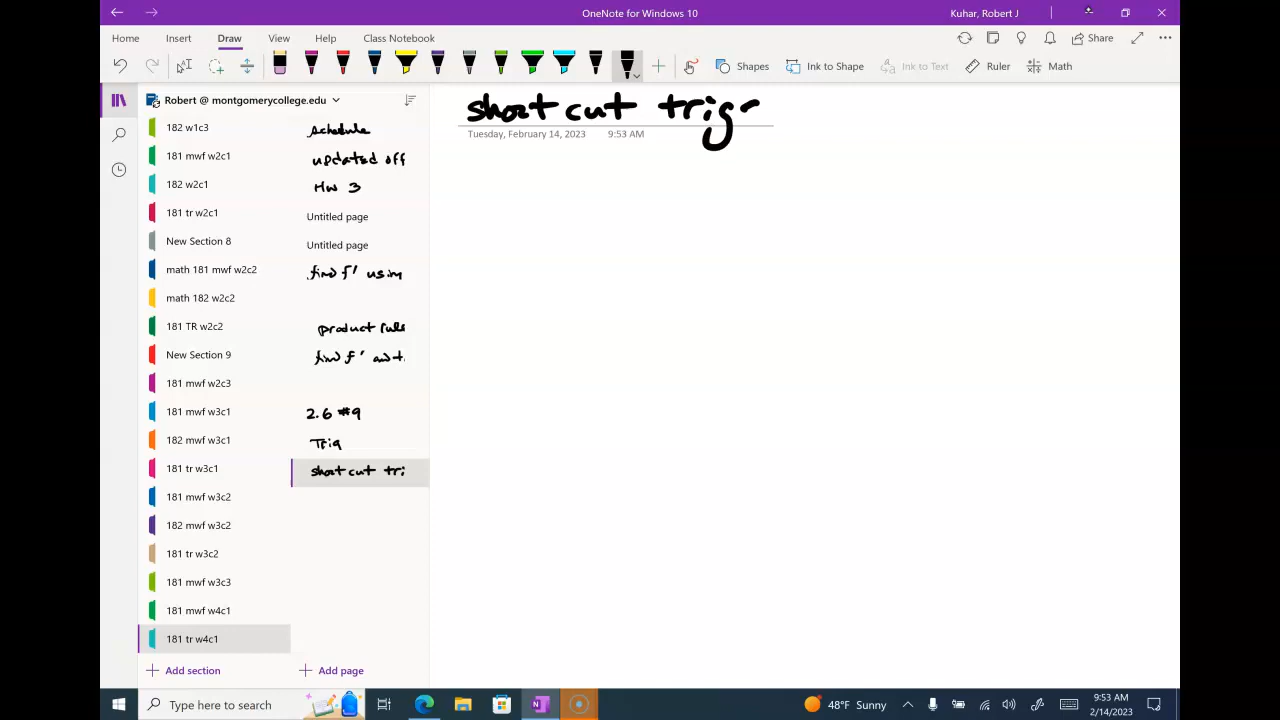 OneNote for Windows 10
Kuhar, Robert J
Home Insert Draw View Help Class Notebook
Share
Shapes Ink to Shape Ink to Text Ruler Math
Robert @ montgomerycollege.edu
182 w1c3
181 mwf w2c1
182 w2c1
181 tr w2c1
New Section 8
math 181 mwf w2c2
math 182 w2c2
181 TR w2c2
New Section 9
181 mwf w2c3
181 mwf w3c1
182 mwf w3c1
181 tr w3c1
181 mwf w3c2
182 mwf w3c2
181 tr w3c2
181 mwf w3c3
181 mwf w4c1
181 tr w4c1
Add section
schedule
updated off
HW 3
Untitled page
Untitled page
find f' usin
product rule
find f' and t
2.6 #9
Trig
short cut tri
Add page
short cut trig
Tuesday, February 14, 2023 9:53 AM
Type here to search
48°F Sunny
9:53 AM
2/14/2023